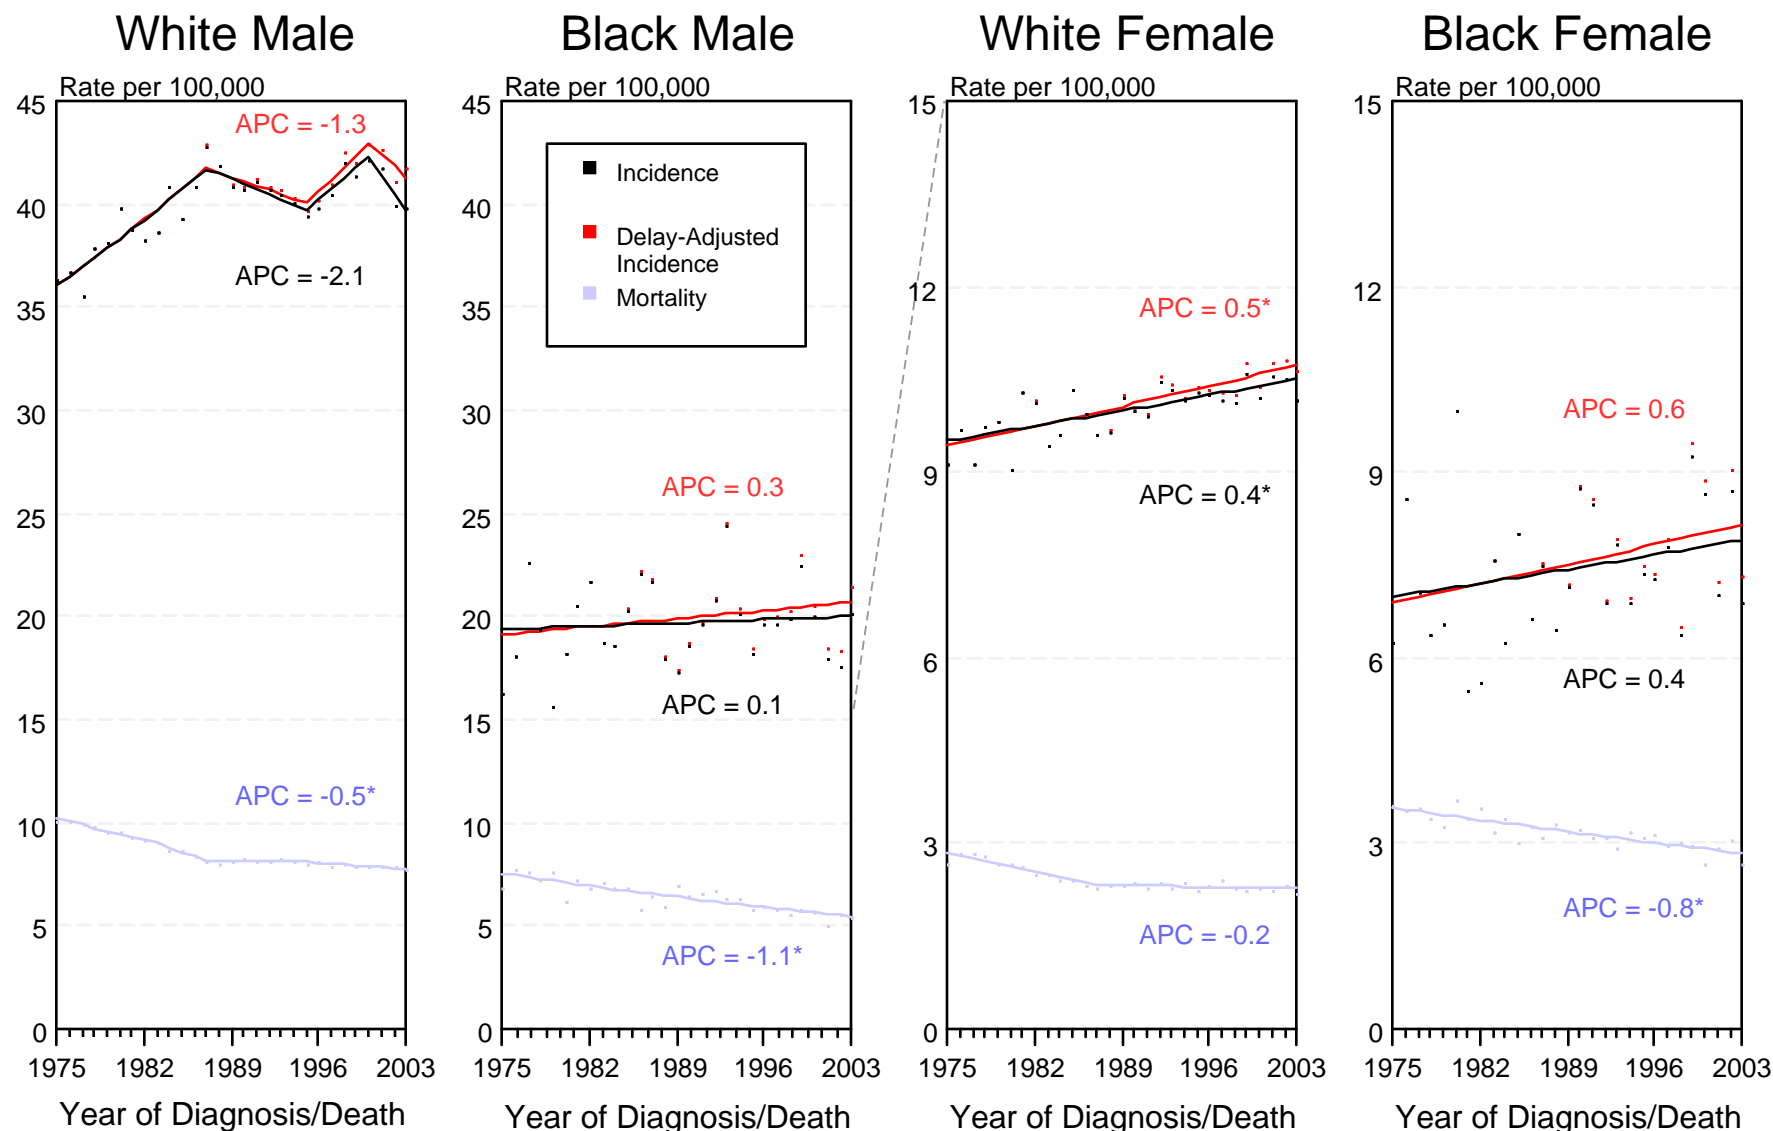 White Male
Rate per 100,000
45
40
35
30
25
20
15
10
5
0
APC = -1.3
APC = -2.1
APC = -0.5*
1975 1982 1989 1996 2003
Year of Diagnosis/Death
Black Male
Rate per 100,000
45
40
35
30
25
20
15
10
5
0
Incidence
Delay-Adjusted
Incidence
Mortality
APC = 0.3
APC = 0.1
APC = -1.1*
1975 1982 1989 1996 2003
Year of Diagnosis/Death
White Female
Rate per 100,000
15
12
9
6
3
0
APC = 0.5*
APC = 0.4*
APC = -0.2
1975 1982 1989 1996 2003
Year of Diagnosis/Death
Black Female
Rate per 100,000
15
12
9
6
3
0
APC = 0.6
APC = 0.4
APC = -0.8*
1975 1982 1989 1996 2003
Year of Diagnosis/Death